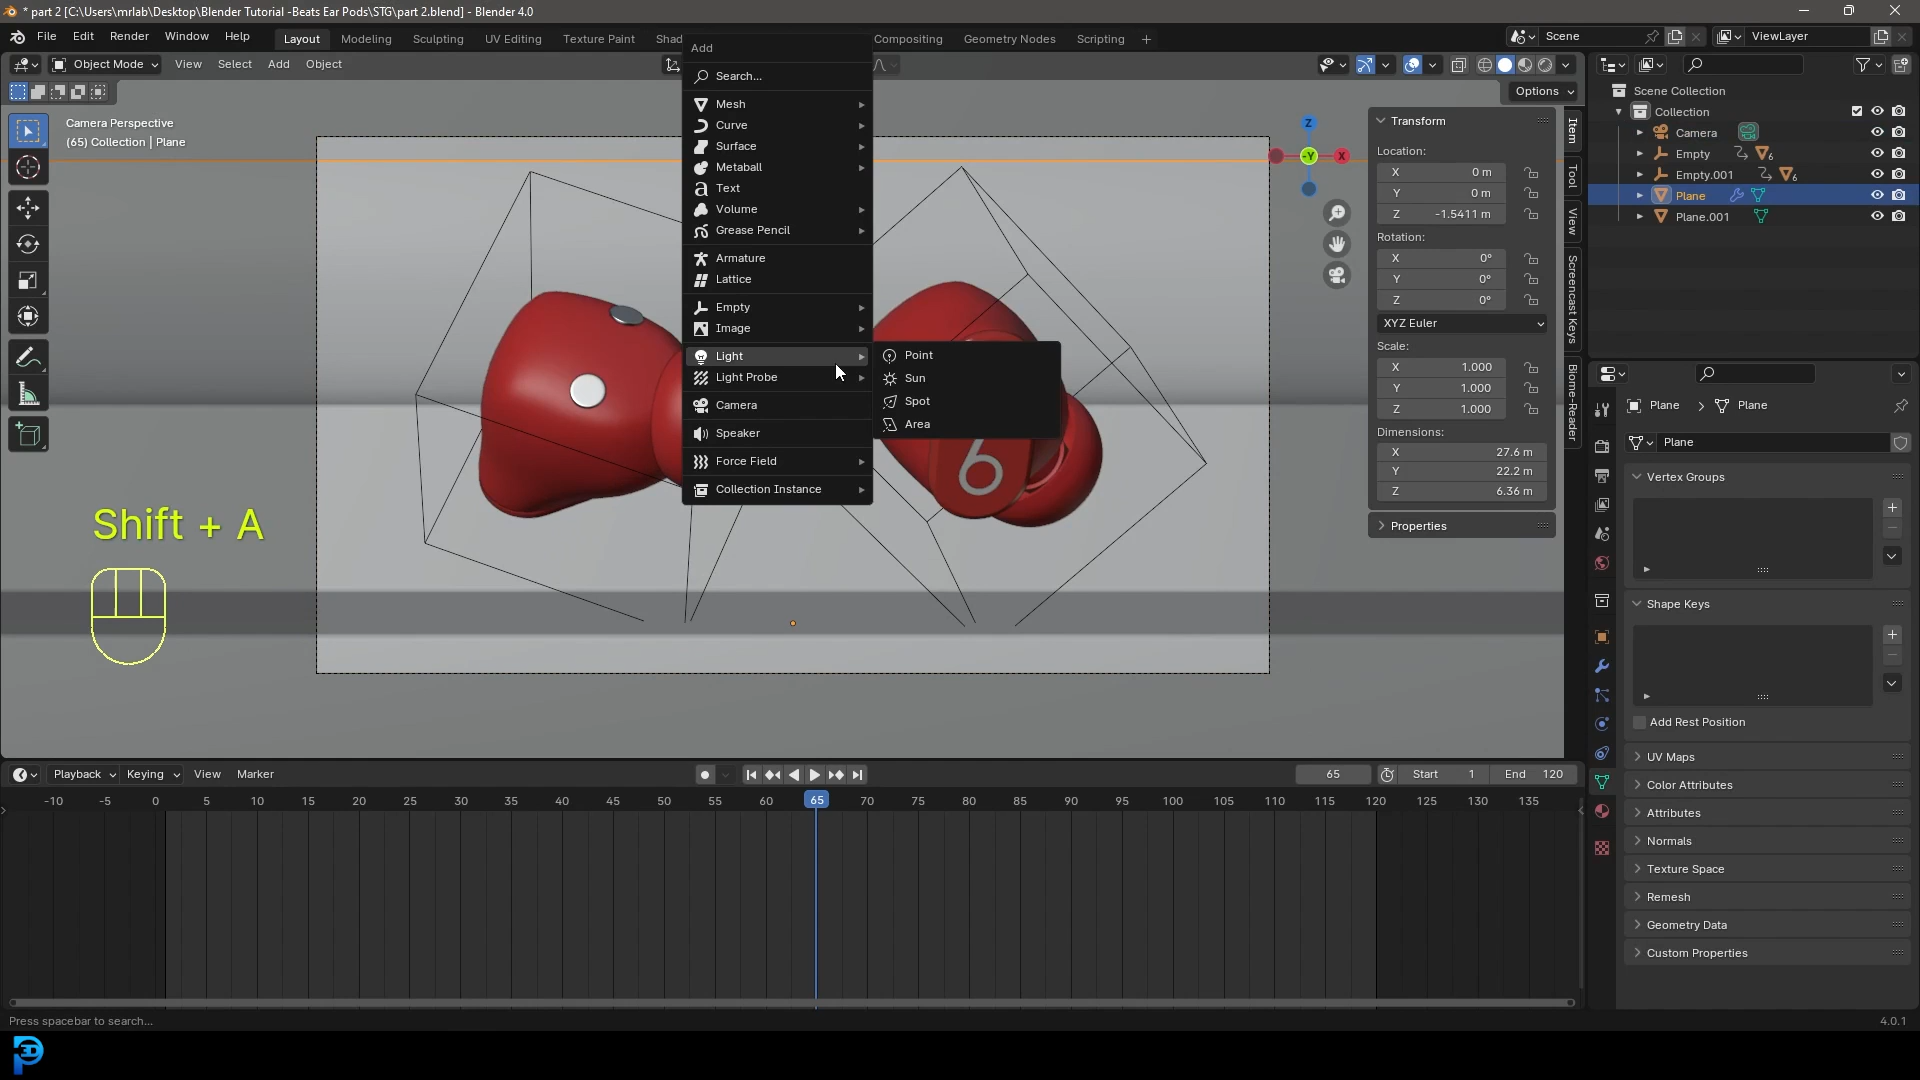 * part 2 [C:\Users\mrlab\Desktop\Blender Tutorial -Beats Ear Pods\STG\part 2.blend] - Blender 4.0
File Edit Render Window Help Layout Modeling Sculpting UV Editing Texture Paint Shad Compositing Geometry Nodes Scripting + Scene ViewLayer
Object Mode View Select Add Object
Options
Camera Perspective
(65) Collection | Plane
Add
Search...
Mesh
Curve
Surface
Metaball
Text
Volume
Grease Pencil
Armature
Lattice
Empty
Image
Light
Light Probe
Camera
Speaker
Force Field
Collection Instance
Point
Sun
Spot
Area
6
Z
-Y
X
Shift + A
Transform
Location:
X 0 m
Y 0 m
Z -1.5411 m
Rotation:
X 0°
Y 0°
Z 0°
XYZ Euler
Scale:
X 1.000
Y 1.000
Z 1.000
Dimensions:
X 27.6 m
Y 22.2 m
Z 6.36 m
Properties
Item
Tool
View
Screencast Keys
Biome-Reader
Scene Collection
Collection
Camera
Empty 6
Empty.001 6
Plane
Plane.001
Plane Plane
Plane
Vertex Groups
Shape Keys
Add Rest Position
UV Maps
Color Attributes
Attributes
Normals
Texture Space
Remesh
Geometry Data
Custom Properties
Playback Keying View Marker 65 Start 1 End 120
-10 -5 0 5 10 15 20 25 30 35 40 45 50 55 60 65 70 75 80 85 90 95 100 105 110 115 120 125 130 135
Press spacebar to search... 4.0.1